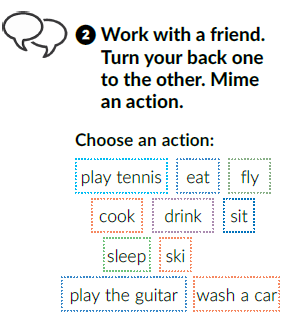 2 Work with a friend.
Turn your back one
to the other. Mime
an action.
Choose an action:
play tennis eat fly
cook drink sit
sleep ski
play the guitar wash a car